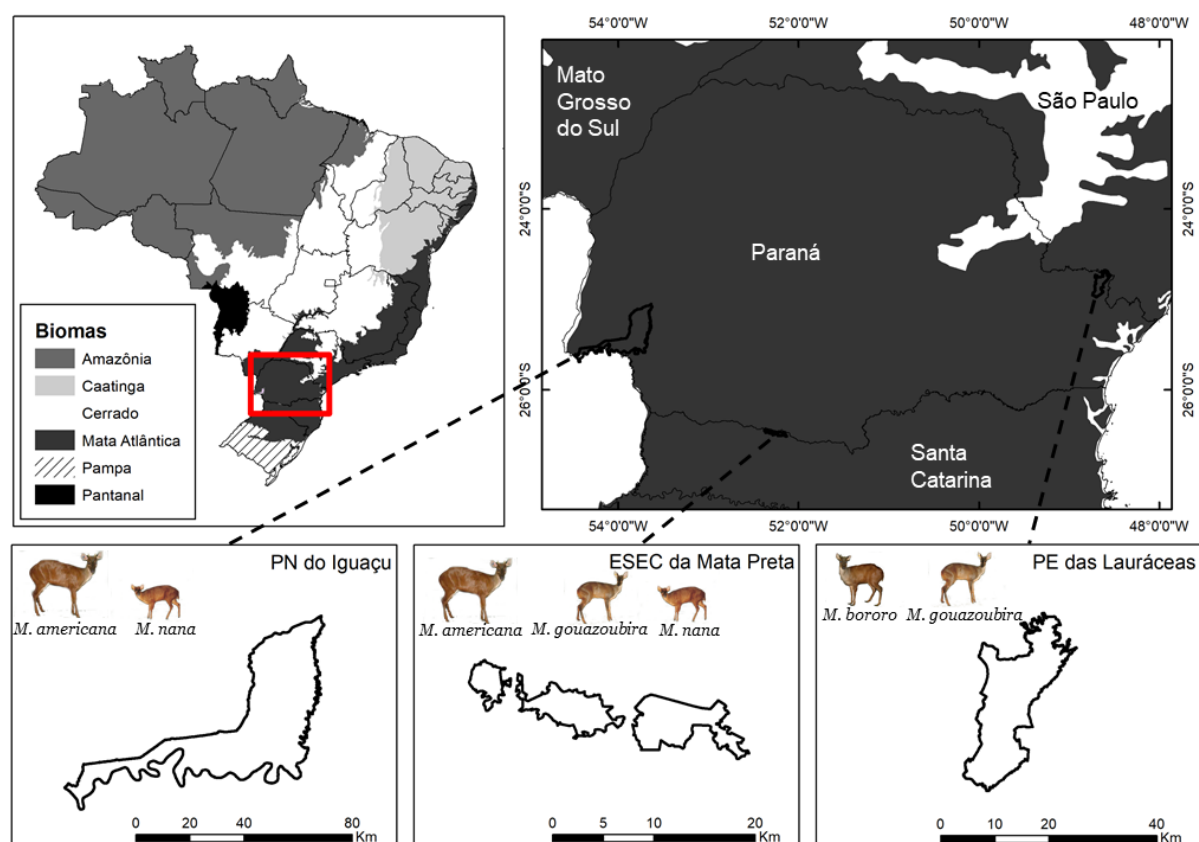 Biomas
Amazônia
Caatinga
Cerrado
Mata Atlântica
Pampa
Pantanal
54°0'0"W 52°0'0"W 50°0'0"W 48°0'0"W
Mato
Grosso
do Sul
São Paulo
Paraná
Santa
Catarina
24°0'0"S
26°0'0"S
24°0'0"S
26°0'0"S
54°0'0"W 52°0'0"W 50°0'0"W 48°0'0"W
PN do Iguaçu
M. americana M. nana
0 20 40 60 80
Km
ESEC da Mata Preta
M. americana M. gouazoubira M. nana
0 5 10 20
Km
PE das Lauráceas
M. bororo M. gouazoubira
0 10 20 40
Km